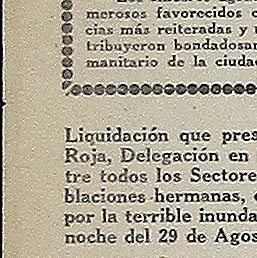 merosos favorecidos
cias más reiteradas y
tribuyeron bondadosa
manitario de la ciuda
Liquidación que pres
Roja, Delegación en
tre todos los Sectore
blaciones hermanas,
por la terrible inunda
noche del 29 de Agos